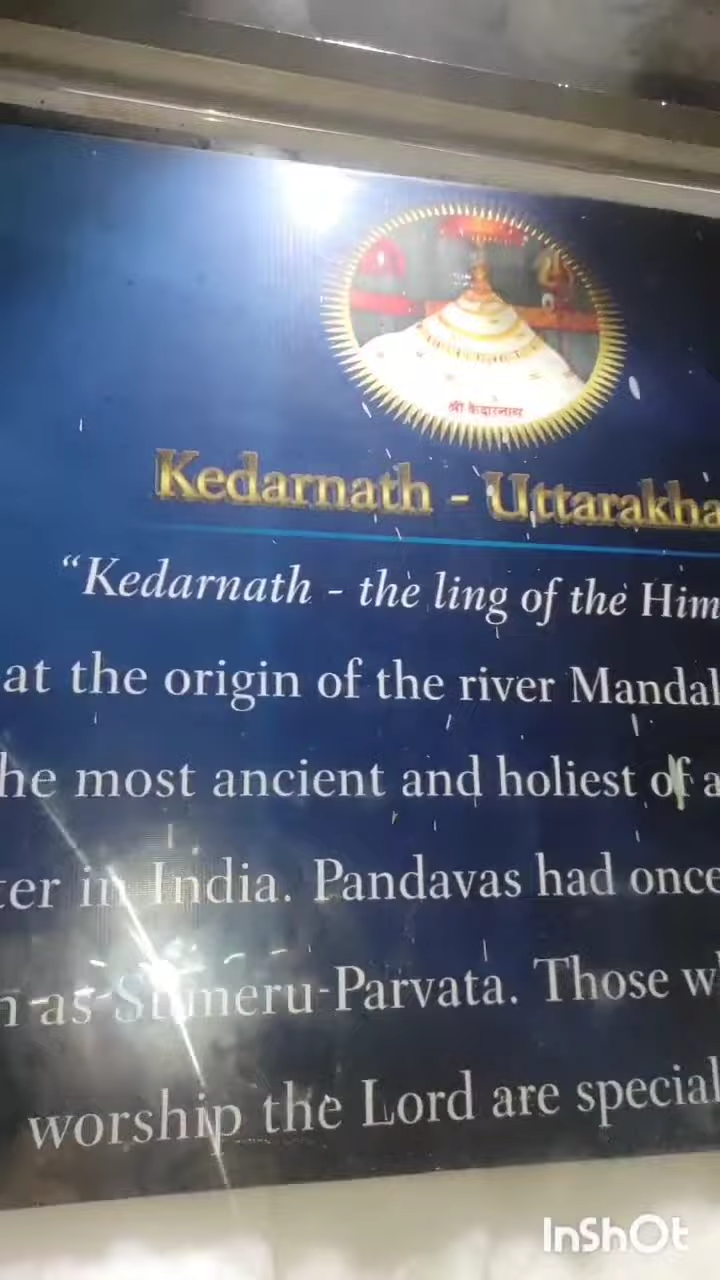 श्री केदारनाथ
Kedarnath - Uttarakha
“Kedarnath - the ling of the Him
at the origin of the river Mandal
he most ancient and holiest of a
ter in India. Pandavas had once
n as Sumeru-Parvata. Those w
worship the Lord are special
InShOt